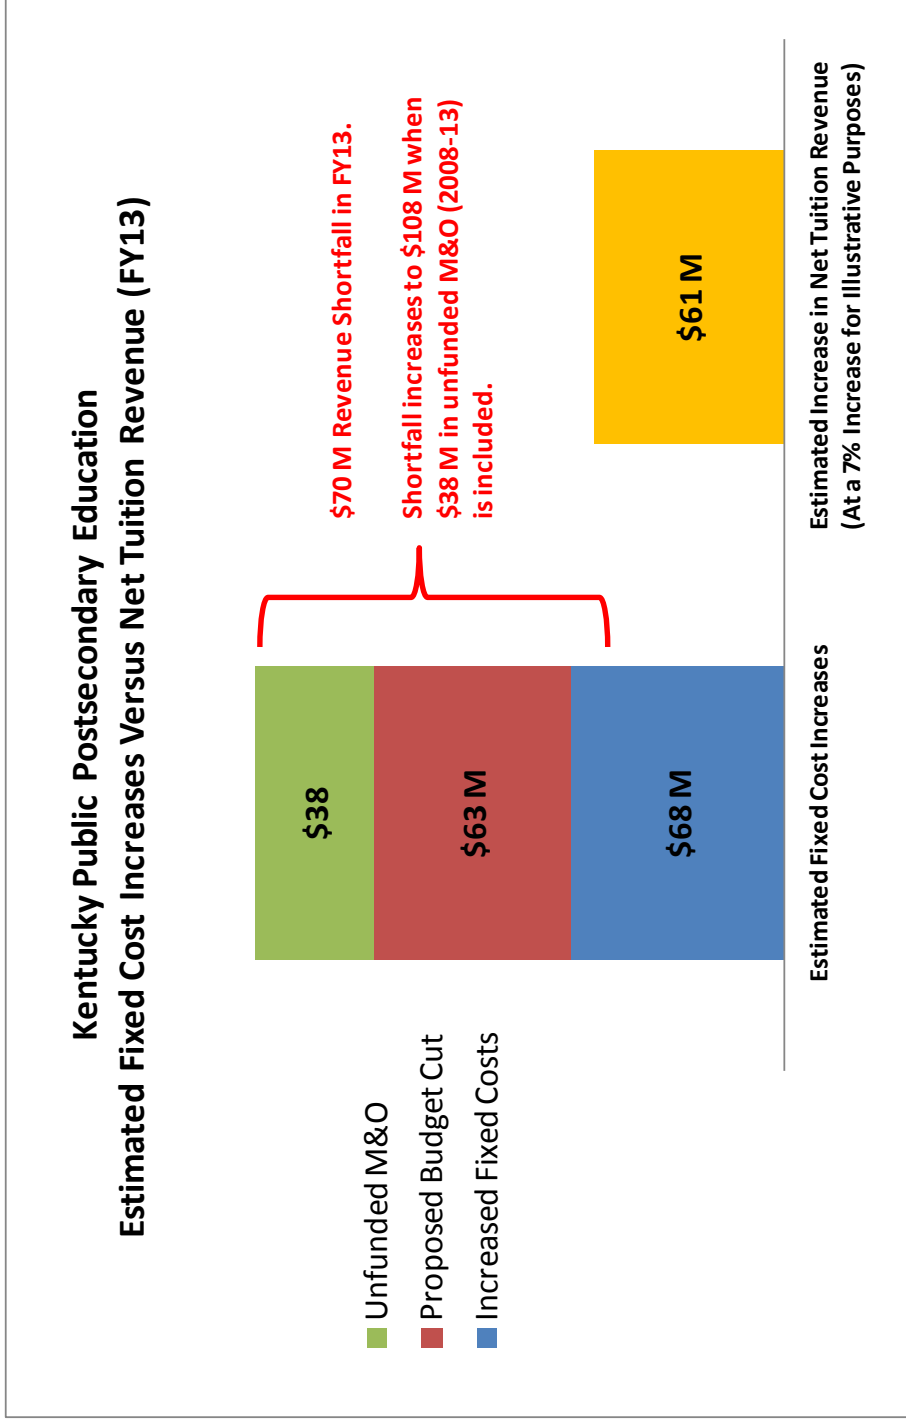 Kentucky Public Postsecondary Education
Estimated Fixed Cost Increases Versus Net Tuition Revenue (FY13)
Unfunded M&O
Proposed Budget Cut
Increased Fixed Costs
$38
$63 M
$68 M
$70 M Revenue Shortfall in FY13.
Shortfall increases to $108 M when
$38 M in unfunded M&O (2008-13)
is included.
$61 M
Estimated Fixed Cost Increases
Estimated Increase in Net Tuition Revenue
(At a 7% Increase for Illustrative Purposes)